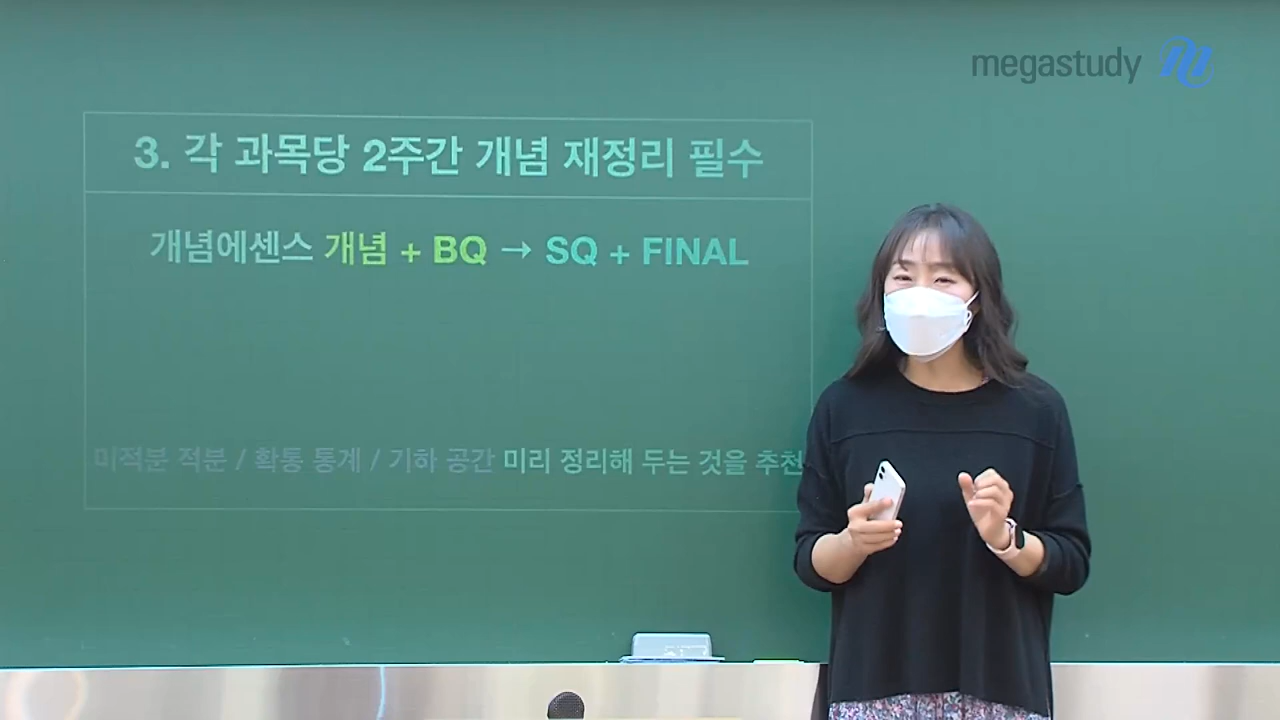 megastudy
3. 각 과목당 2주간 개념 재정리 필수
개념에센스 개념 + BQ → SQ + FINAL
미적분 적분 / 확통 통계 / 기하 공간 미리 정리해 두는 것을 추천